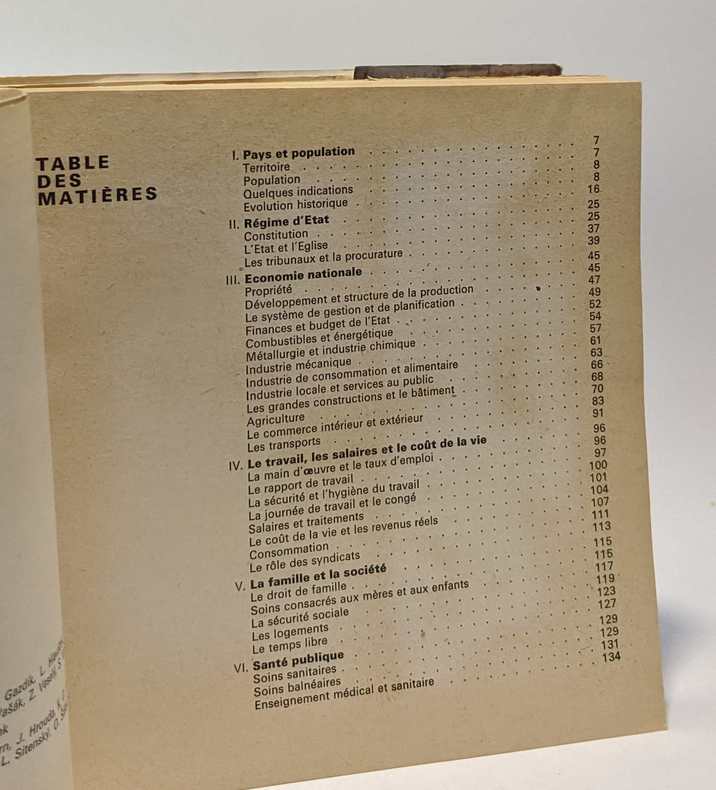 TABLE
DES
MATIÈRES
I. Pays et population 7
Territoire 7
Population 8
Quelques indications 8
Evolution historique 16
II. Régime d'Etat 25
Constitution 25
L'Etat et l'Eglise 37
Les tribunaux et la procurature 39
III. Economie nationale 45
Propriété 45
Développement et structure de la production 47
Le système de gestion et de planification 49
Finances et budget de l'Etat 52
Combustibles et énergétique 54
Métallurgie et industrie chimique 57
Industrie mécanique 61
Industrie de consommation et alimentaire 63
Industrie locale et services au public 66
Les grandes constructions et le bâtiment 68
Agriculture 70
Le commerce intérieur et extérieur 83
Les transports 91
IV. Le travail, les salaires et le coût de la vie 96
La main d'œuvre et le taux d'emploi 96
Le rapport de travail 97
La sécurité et l'hygiène du travail 100
La journée de travail et le congé 101
Salaires et traitements 104
Le coût de la vie et les revenus réels 107
Consommation 111
Le rôle des syndicats 113
V. La famille et la société 115
Le droit de famille 115
Soins consacrés aux mères et aux enfants 117
La sécurité sociale 119
Les logements 123
Le temps libre 127
VI. Santé publique 129
Soins sanitaires 129
Soins balnéaires 131
Enseignement médical et sanitaire 134
Gazdík, L.
Z.
J. Hrouda, K.
L. Sitenský, O.